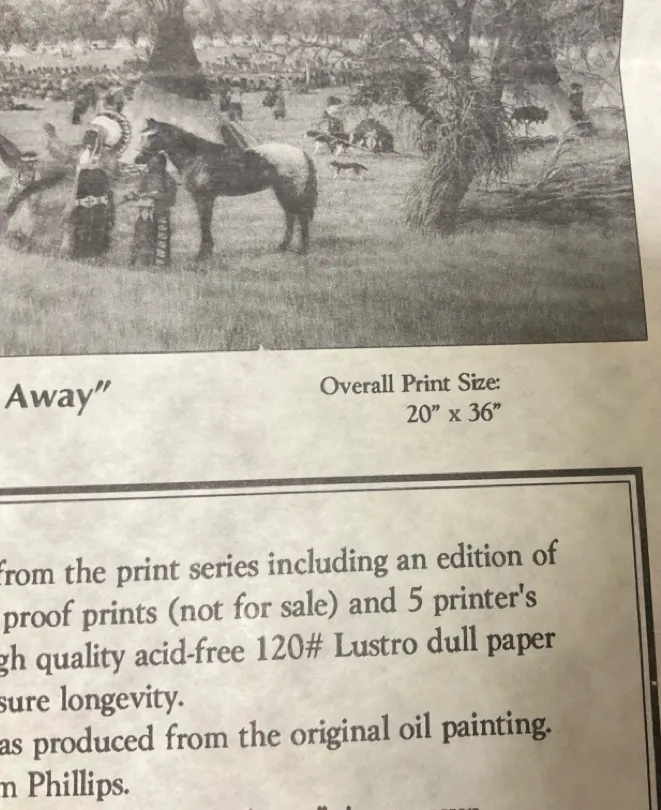 Away”
Overall Print Size:
20” x 36”
from the print series including an edition of
proof prints (not for sale) and 5 printer's
gh quality acid-free 120# Lustro dull paper
sure longevity.
as produced from the original oil painting.
m Phillips.